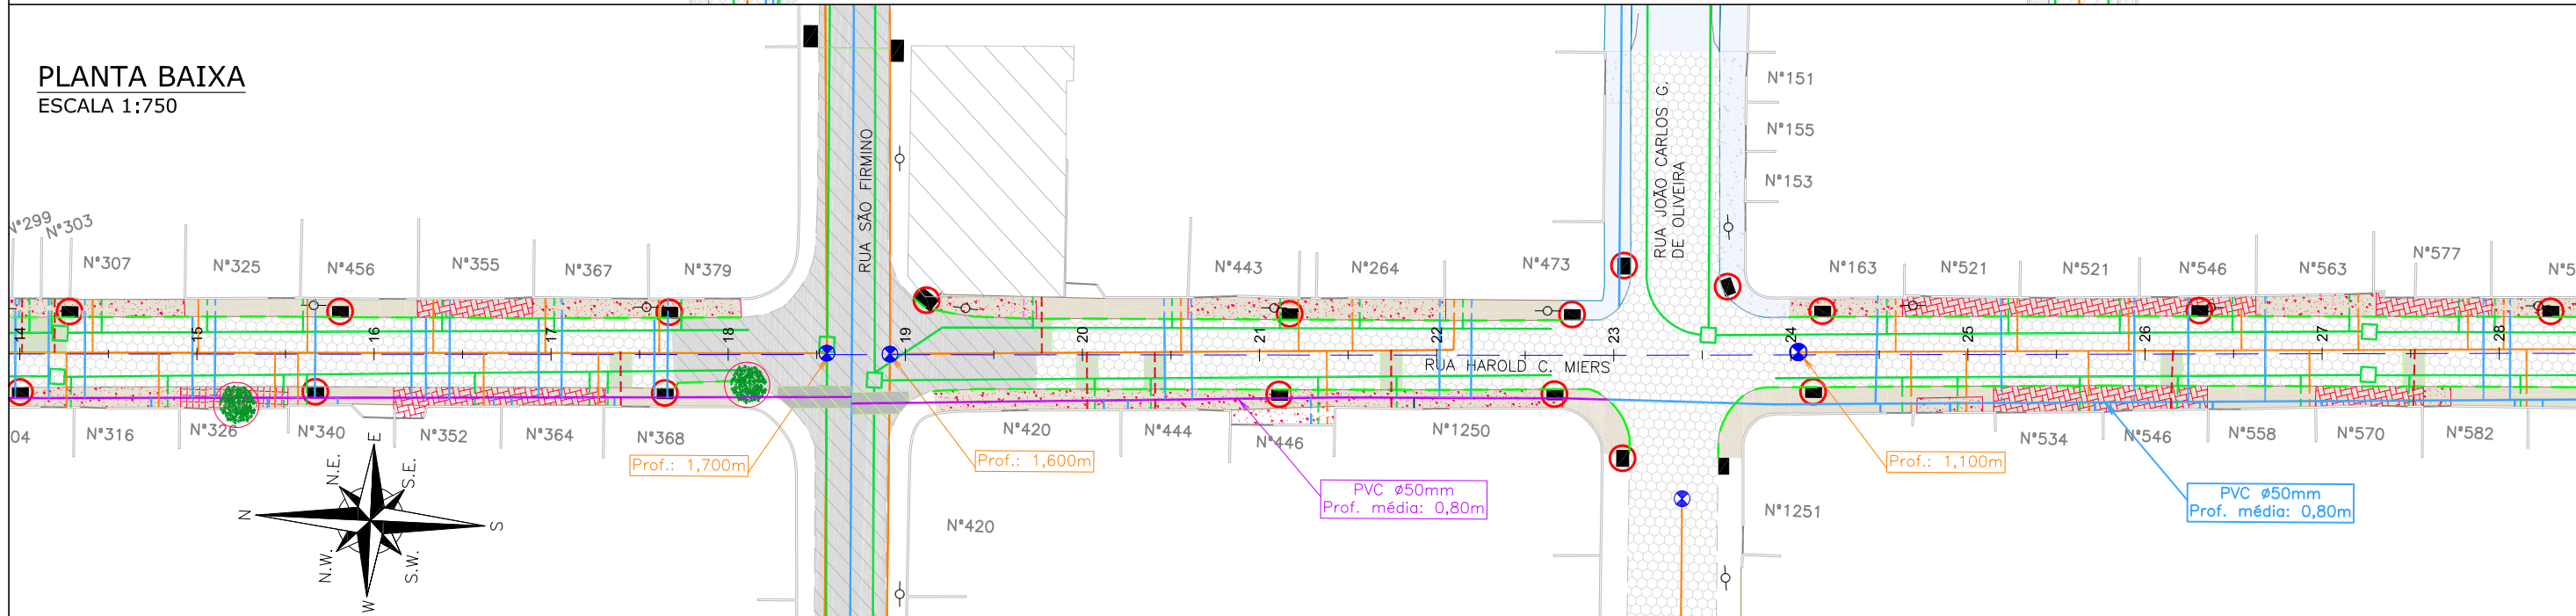 PLANTA BAIXA
ESCALA 1:750
RUA SÃO FIRMINO
RUA JOÃO CARLOS G.
DE OLIVEIRA
N°151
N°155
N°153
N°299
N°303
N°307
N°325
N°456
N°355
N°367
N°379
N°443
N°264
N°473
N°163
N°521
N°521
N°546
N°563
N°577
14
15
16
17
18
19
20
21
22
23
24
25
26
27
28
RUA HAROLD C. MIERS
04
N°316
N°326
N°340
N°352
N°364
N°368
N°420
N°444
N°446
N°1250
N°534
N°546
N°558
N°570
N°582
Prof.: 1,700m
Prof.: 1,600m
Prof.: 1,100m
PVC ø50mm
Prof. média: 0,80m
PVC ø50mm
Prof. média: 0,80m
N°420
N°1251
E
N.E.
S.E.
N
S
N.W.
S.W.
W